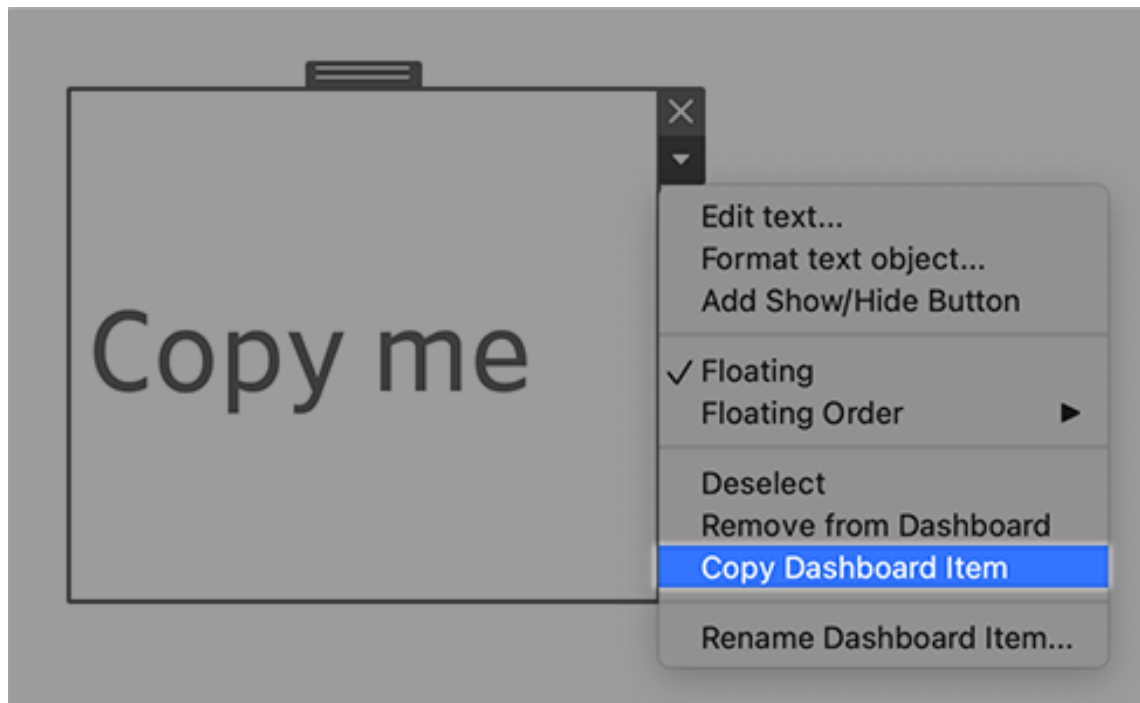 Copy me
Edit text...
Format text object...
Add Show/Hide Button
Floating
Floating Order
Deselect
Remove from Dashboard
Copy Dashboard Item
Rename Dashboard Item...